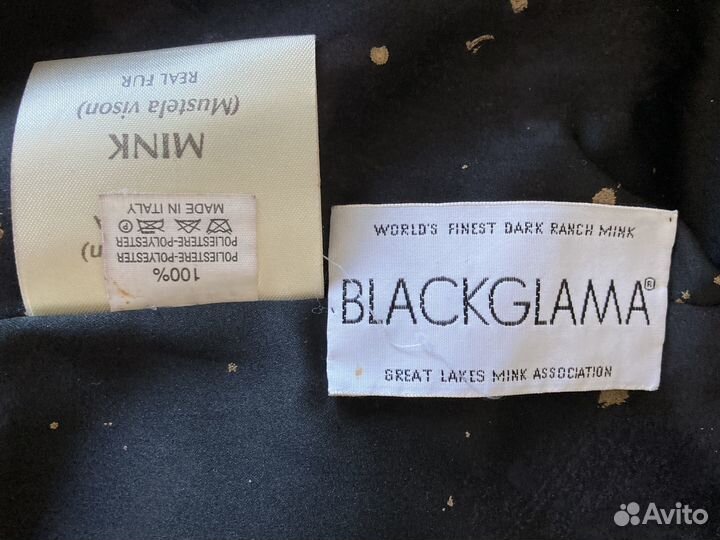 REAL FUR
(Mustela vison)
MINK
MADE IN ITALY
POLIESTERE-POLYESTER
POLIESTERE-POLYESTER
100%
WORLD'S FINEST DARK RANCH MINK
BLACKGLAMA®
GREAT LAKES MINK ASSOCIATION
Avito